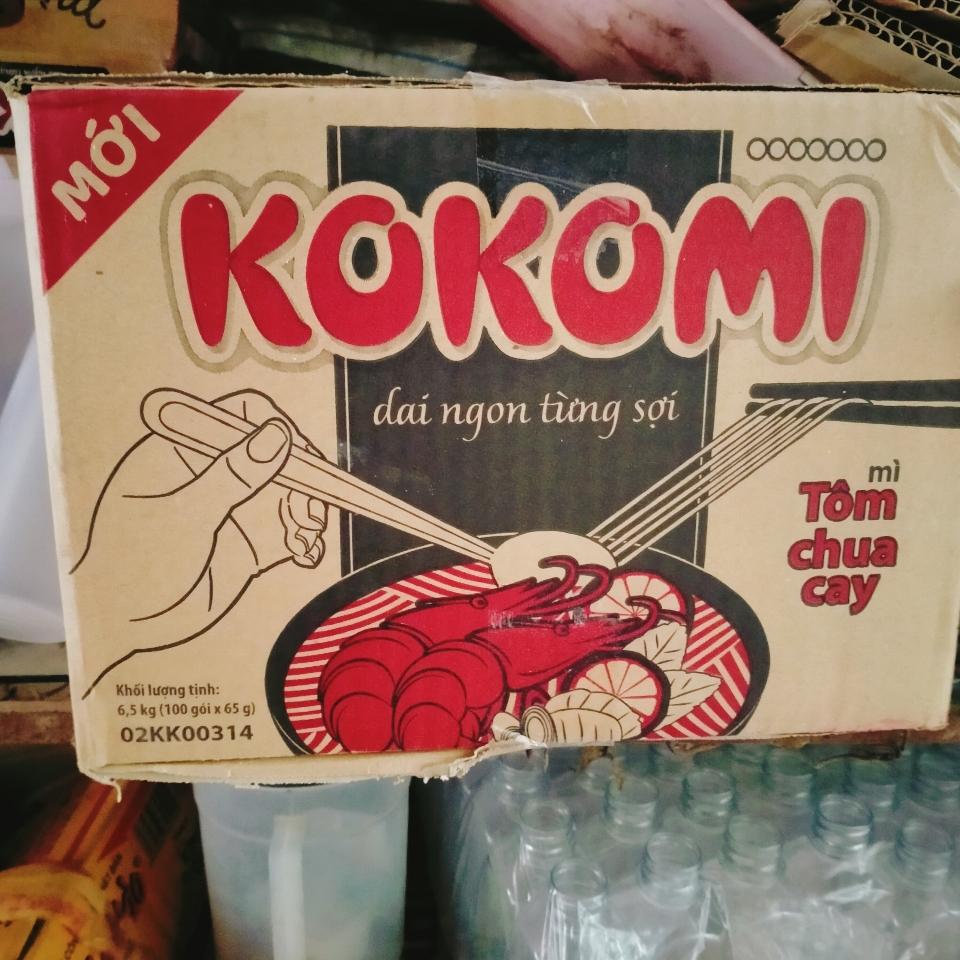 MỚI
KOKOMI
dai ngon từng sợi
mì
Tôm
chua
cay
Khối lượng tịnh:
6,5 kg (100 gói x 65 g)
02KK00314